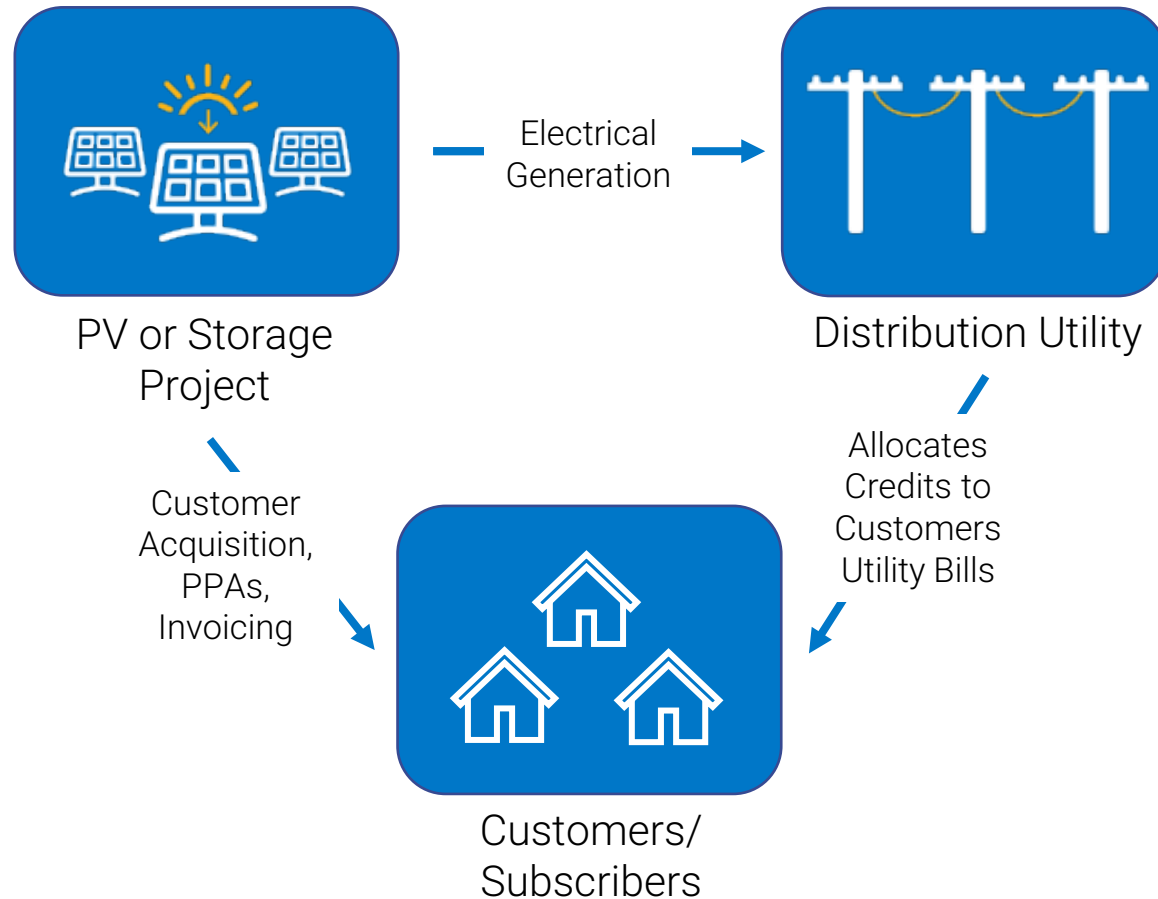 Electrical
Generation
PV or Storage
Project
Distribution Utility
Customer
Acquisition,
PPAs,
Invoicing
Allocates
Credits to
Customers
Utility Bills
Customers/
Subscribers